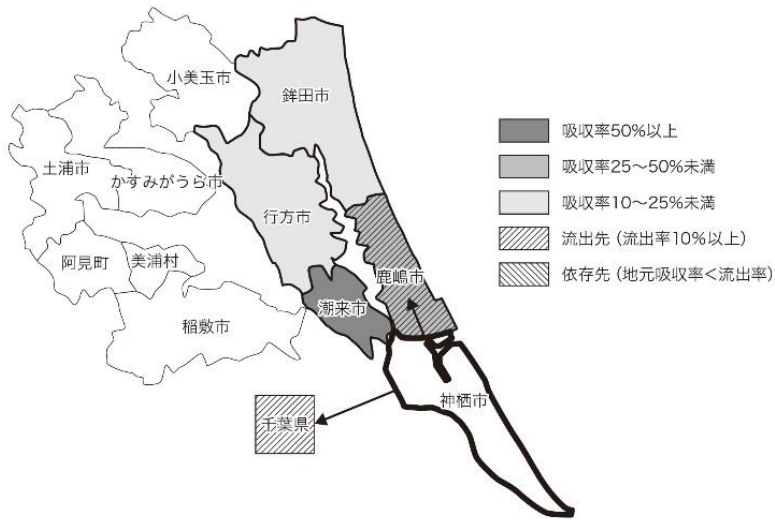 小美玉市
鉾田市
土浦市
かすみがうら市
行方市
阿見町
美浦村
鹿嶋市
潮来市
稲敷市
神栖市
千葉県
吸収率50%以上
吸収率25~50%未満
吸収率10~25%未満
流出先(流出率10%以上)
依存先(地元吸収率<流出率)